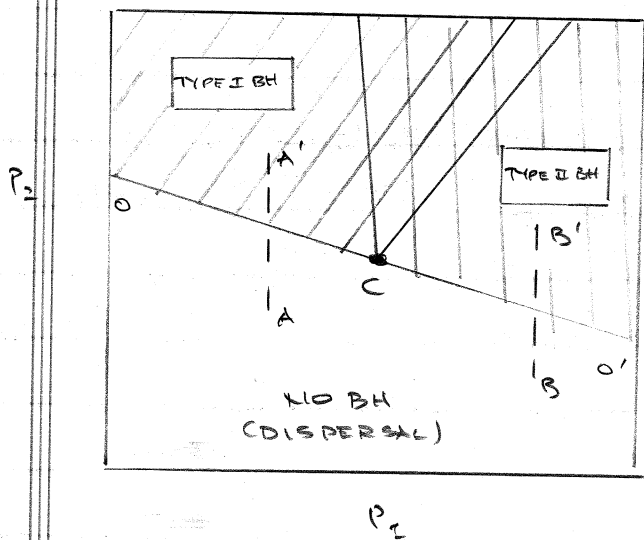 TYPE I BH
A'
P₂
TYPE II BH
O
B'
C
A
O'
B
NO BH
(DISPERSAL)
P₁